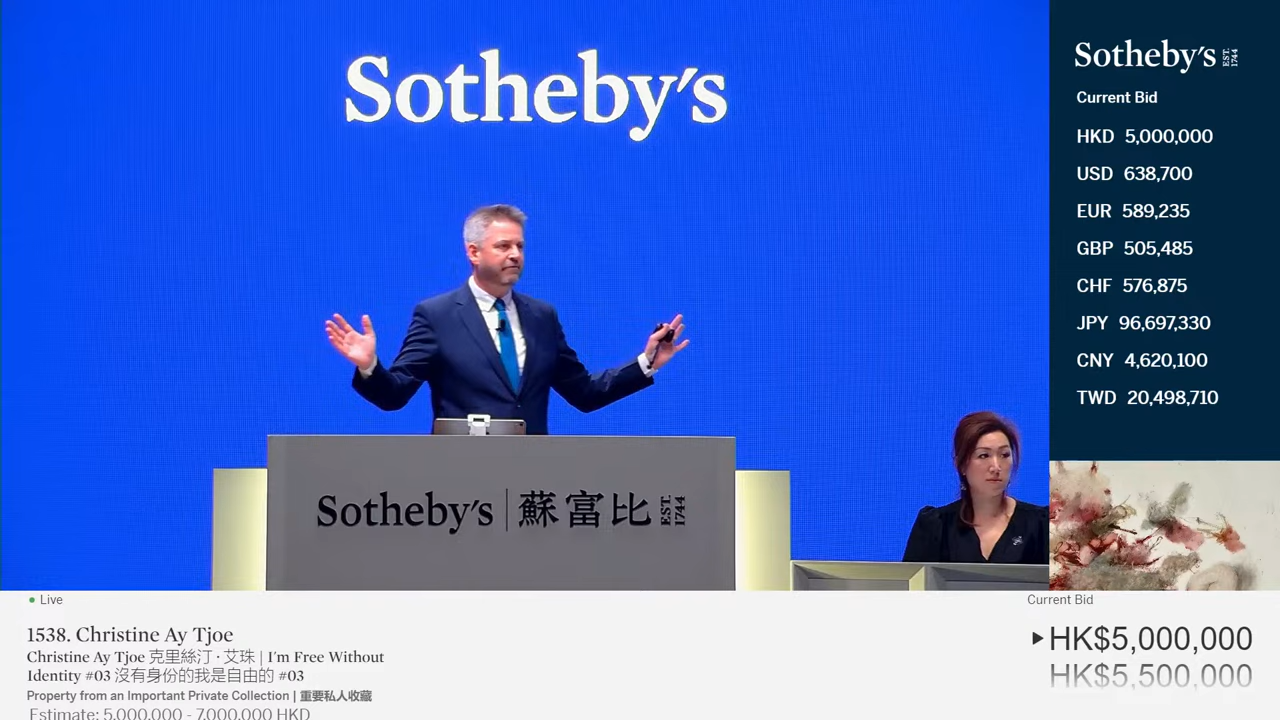 Sotheby's
Sotheby's EST. 1744
Current Bid
HKD 5,000,000
USD 638,700
EUR 589,235
GBP 505,485
CHF 576,875
JPY 96,697,330
CNY 4,620,100
TWD 20,498,710
Sotheby's | 蘇富比 EST. 1744
Live
1538. Christine Ay Tjoe
Christine Ay Tjoe 克里絲汀 · 艾珠 | I'm Free Without
Identity #03 沒有身份的我是自由的 #03
Property from an Important Private Collection | 重要私人收藏
Estimate: 5,000,000 - 7,000,000 HKD
Current Bid
HK$5,000,000
HK$5,500,000